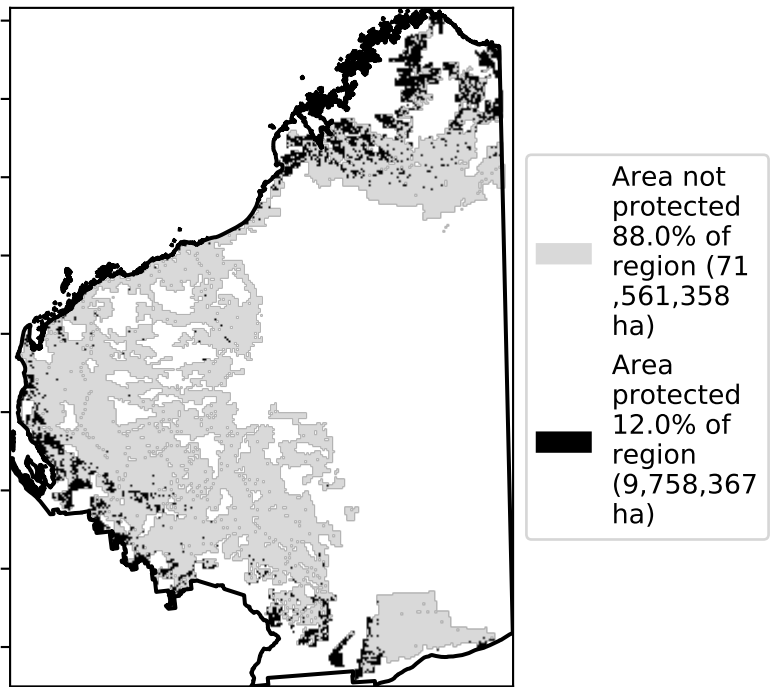 Area not
protected
88.0% of
region (71
,561,358
ha)
Area
protected
12.0% of
region
(9,758,367
ha)